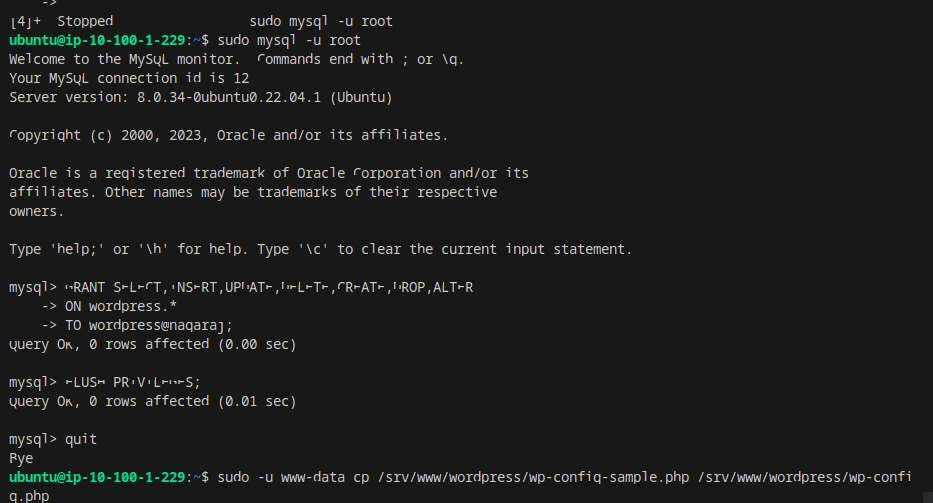 ->
[4]+  Stopped                 sudo mysql -u root
ubuntu@ip-10-100-1-229:~$ sudo mysql -u root
Welcome to the MySQL monitor.  Commands end with ; or \g.
Your MySQL connection id is 12
Server version: 8.0.34-0ubuntu0.22.04.1 (Ubuntu)
Copyright (c) 2000, 2023, Oracle and/or its affiliates.
Oracle is a registered trademark of Oracle Corporation and/or its
affiliates. Other names may be trademarks of their respective
owners.
Type 'help;' or '\h' for help. Type '\c' to clear the current input statement.
mysql> GRANT SELECT,INSERT,UPDATE,DELETE,CREATE,DROP,ALTER
    -> ON wordpress.*
    -> TO wordpress@nagaraj;
Query OK, 0 rows affected (0.00 sec)
mysql> FLUSH PRIVILEGES;
Query OK, 0 rows affected (0.01 sec)
mysql> quit
Bye
ubuntu@ip-10-100-1-229:~$ sudo -u www-data cp /srv/www/wordpress/wp-config-sample.php /srv/www/wordpress/wp-confi
g.php